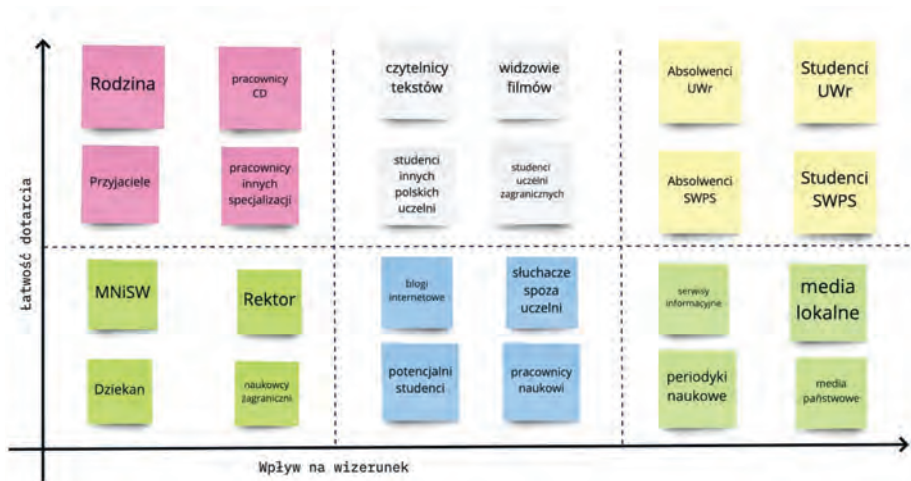 Rodzina
pracownicy
CD
czytelnicy
tekstów
widzowie
filmów
Absolwenci
UWr
Studenci
UWr
Przyjaciele
pracownicy
innych
specjalizacji
studenci
innych
polskich
uczelni
studenci
uczelni
zagranicznych
Absolwenci
SWPS
Studenci
SWPS
Łatwość dotarcia
MNiSW
Rektor
blogi
internetowe
słuchacze
spoza
uczelni
serwisy
informacyjne
media
lokalne
Dziekan
naukowcy
zagraniczni
potencjalni
studenci
pracownicy
naukowi
periodyki
naukowe
media
państwowe
Wpływ na wizerunek